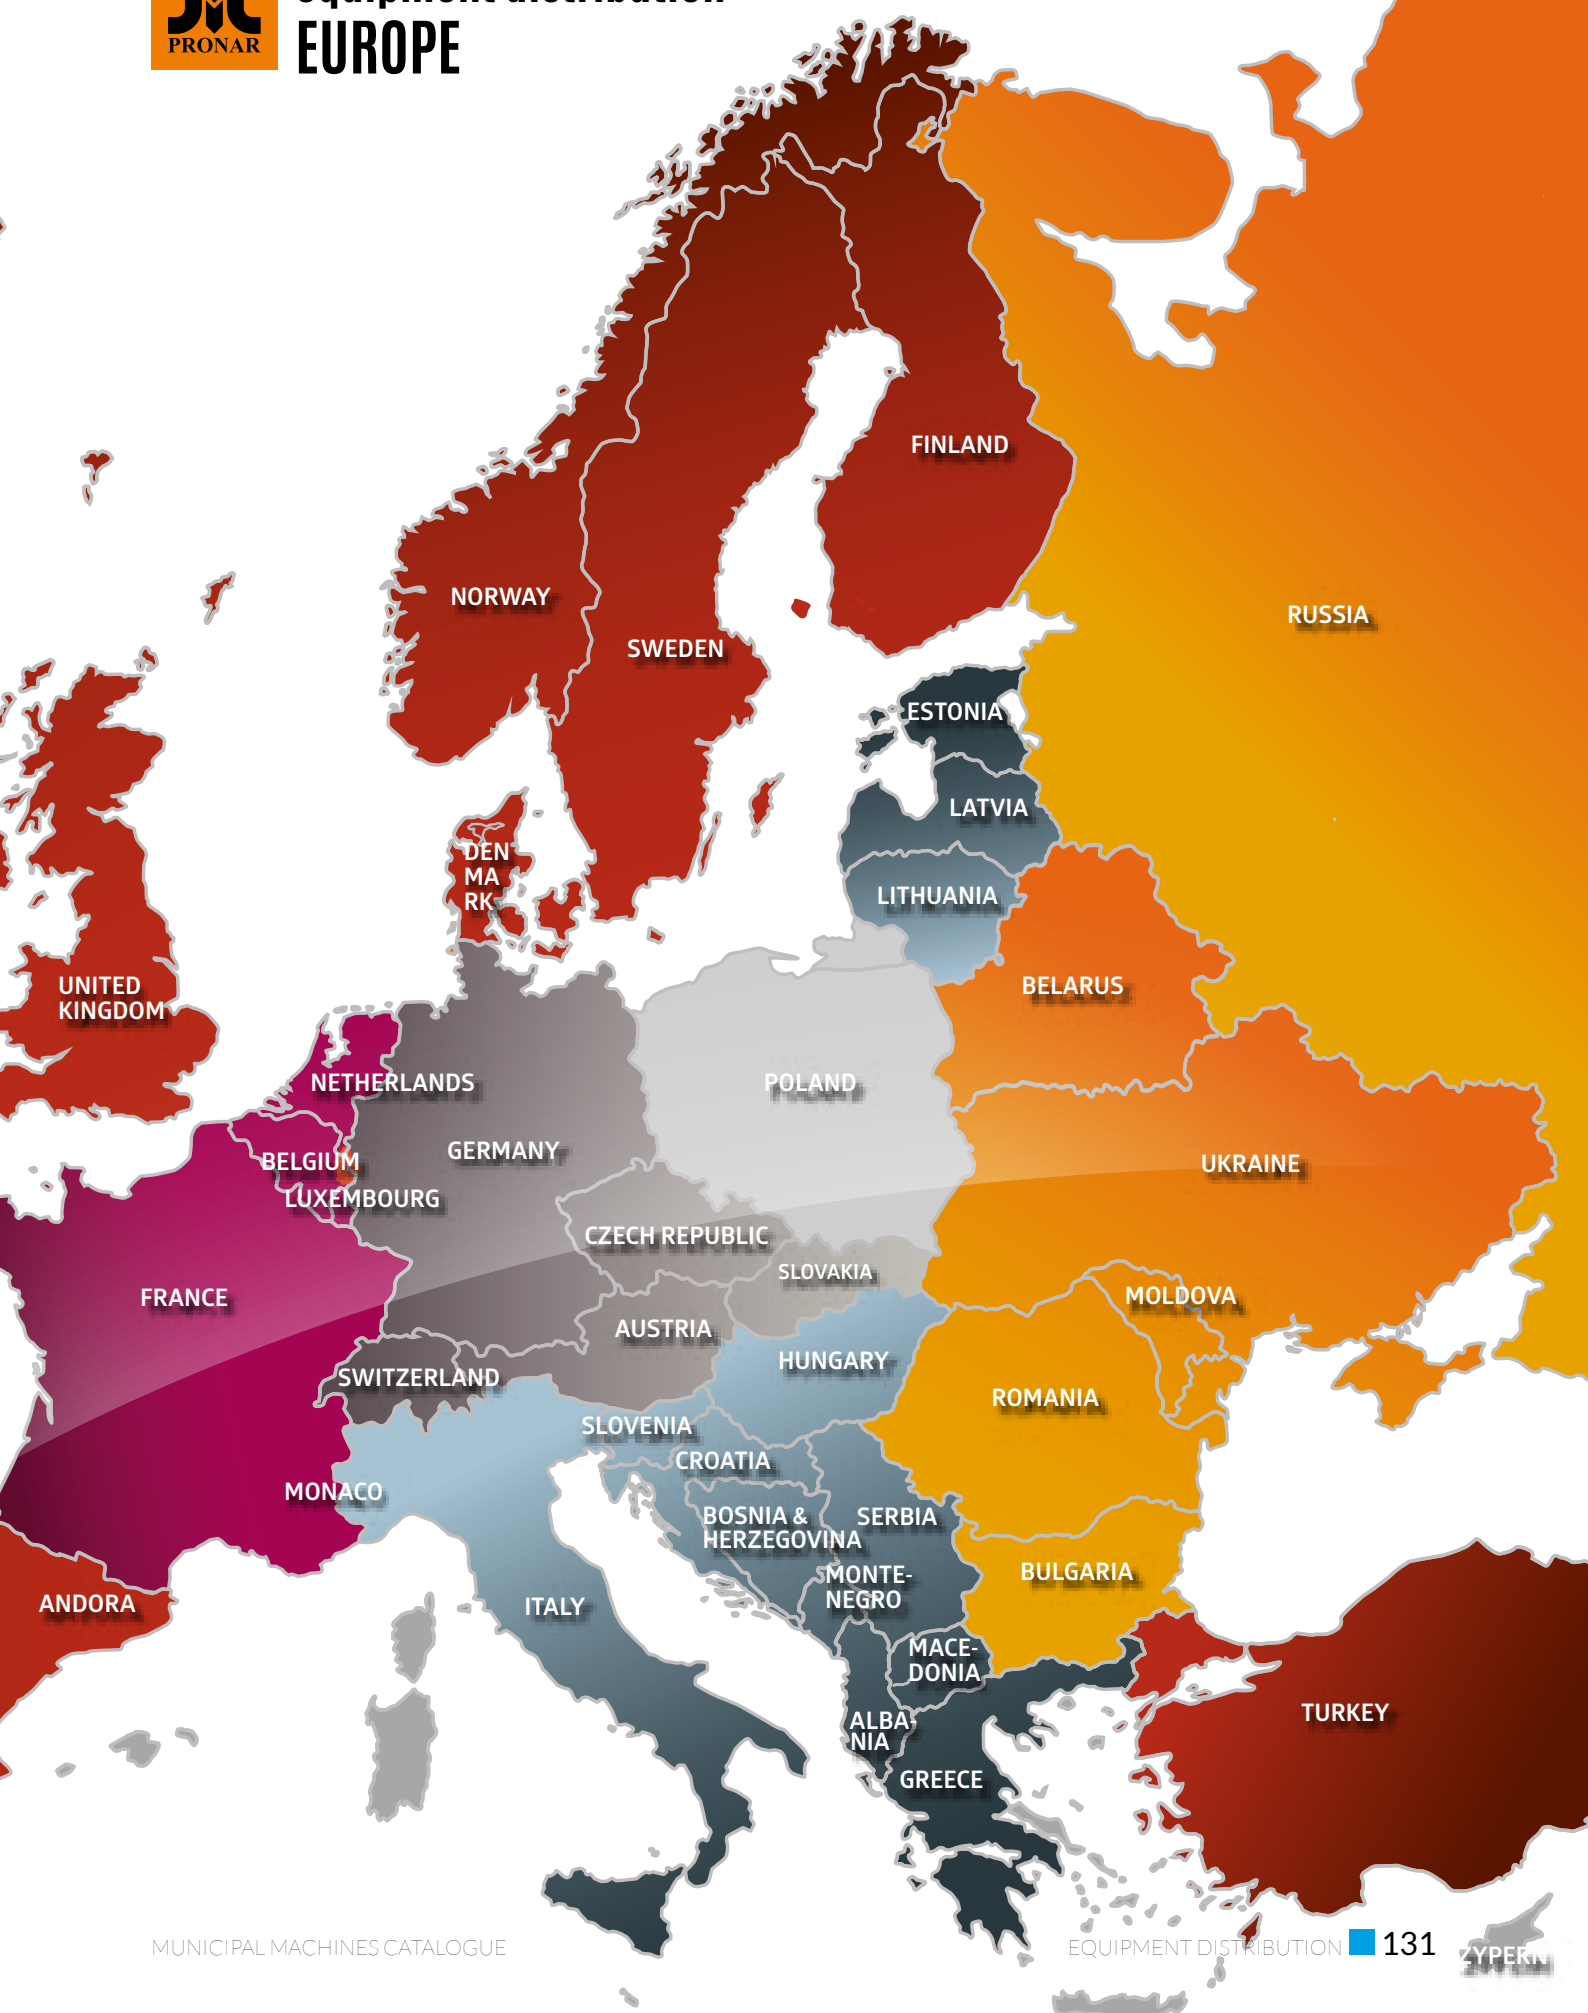 equipment distribution
PRONAR
EUROPE
FINLAND
NORWAY
RUSSIA
SWEDEN
ESTONIA
LATVIA
DEN
MA
RK
LITHUANIA
UNITED
KINGDOM
BELARUS
NETHERLANDS
POLAND
GERMANY
BELGIUM
UKRAINE
LUXEMBOURG
CZECH REPUBLIC
SLOVAKIA
FRANCE
MOLDOVA
AUSTRIA
HUNGARY
SWITZERLAND
ROMANIA
SLOVENIA
CROATIA
MONACO
BOSNIA &
HERZEGOVINA
SERBIA
BULGARIA
MONTE-
NEGRO
ANDORA
ITALY
MACE-
DONIA
TURKEY
ALBA-
NIA
GREECE
MUNICIPAL MACHINES CATALOGUE
EQUIPMENT DISTRIBUTION 131
ZYPERN